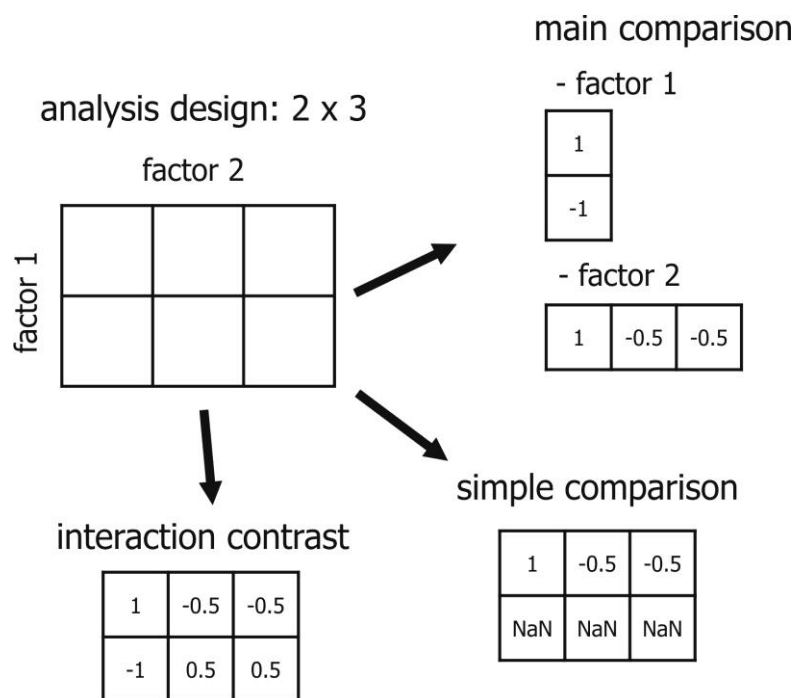 analysis design: 2 x 3
factor 2
factor 1
main comparison
- factor 1
1
-1
- factor 2
1 -0.5 -0.5
simple comparison
1 -0.5 -0.5
NaN NaN NaN
interaction contrast
1 -0.5 -0.5
-1 0.5 0.5